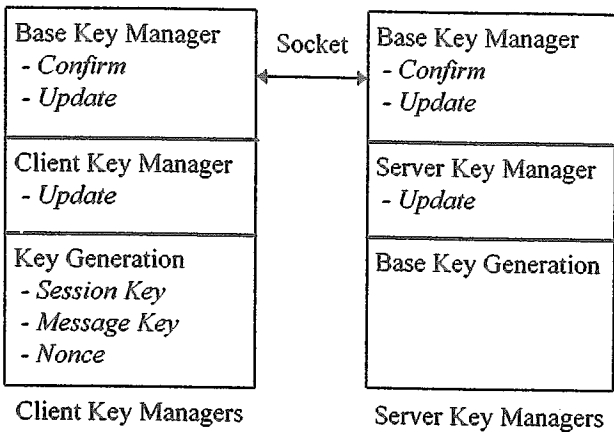 Base Key Manager
- Confirm
- Update
Client Key Manager
- Update
Key Generation
- Session Key
- Message Key
- Nonce
Client Key Managers
Socket
Base Key Manager
- Confirm
- Update
Server Key Manager
- Update
Base Key Generation
Server Key Managers